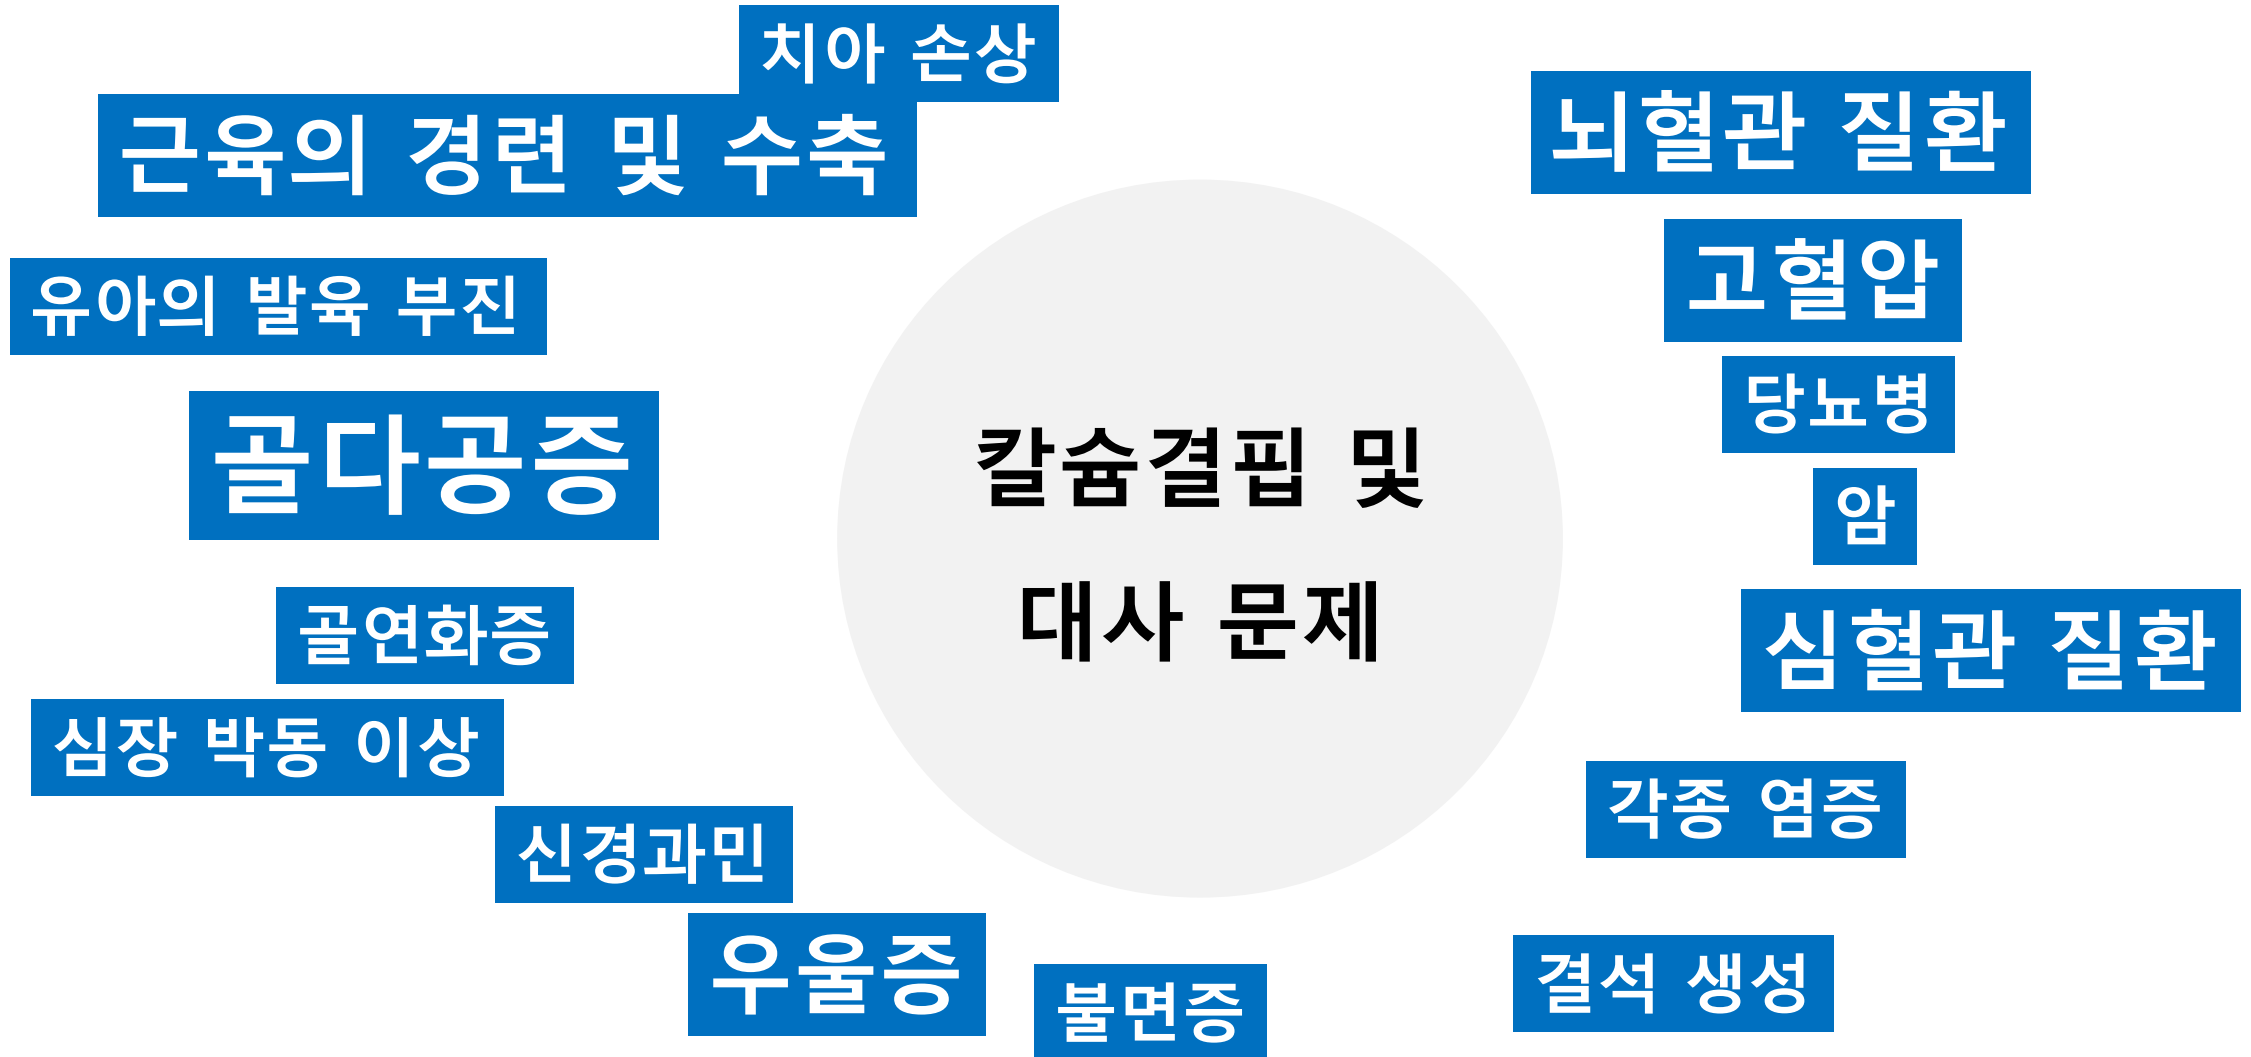 치아 손상
근육의 경련 및 수축
유아의 발육 부진
골다공증
골연화증
심장 박동 이상
신경과민
우울증
불면증
칼슘결핍 및
대사 문제
뇌혈관 질환
고혈압
당뇨병
암
심혈관 질환
각종 염증
결석 생성